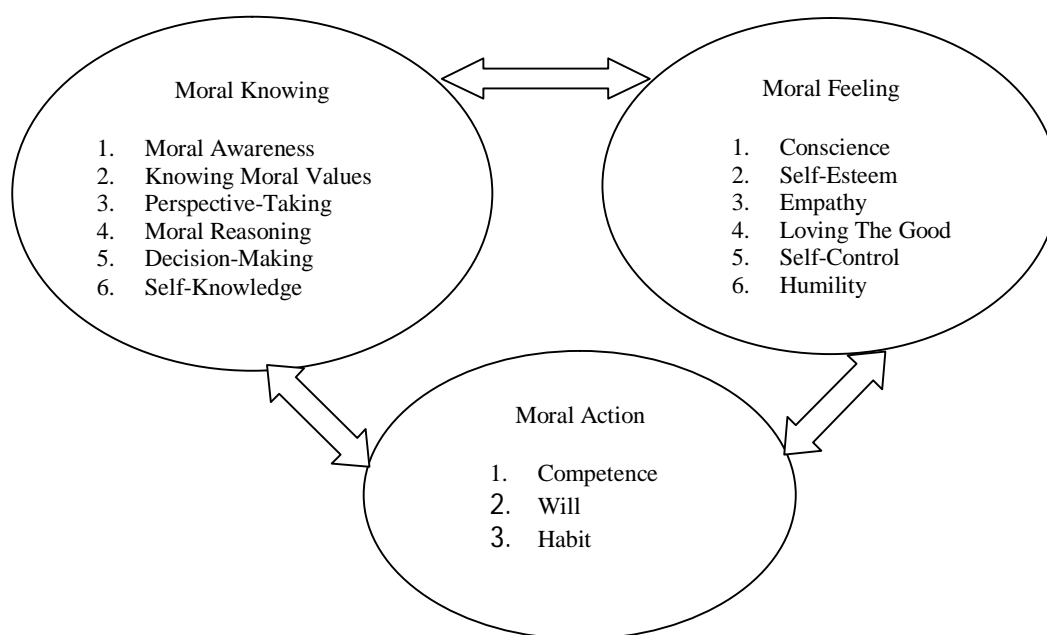 Moral Knowing
1. Moral Awareness
2. Knowing Moral Values
3. Perspective-Taking
4. Moral Reasoning
5. Decision-Making
6. Self-Knowledge
Moral Feeling
1. Conscience
2. Self-Esteem
3. Empathy
4. Loving The Good
5. Self-Control
6. Humility
Moral Action
1. Competence
2. Will
3. Habit